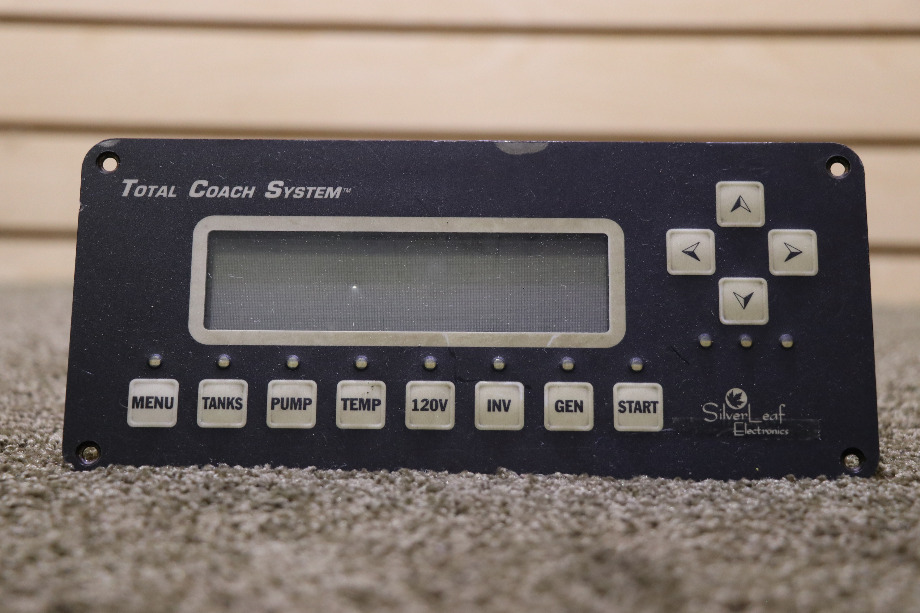 TOTAL COACH SYSTEM™
MENU TANKS PUMP TEMP 120V INV GEN START
SilverLeaf
Electronics